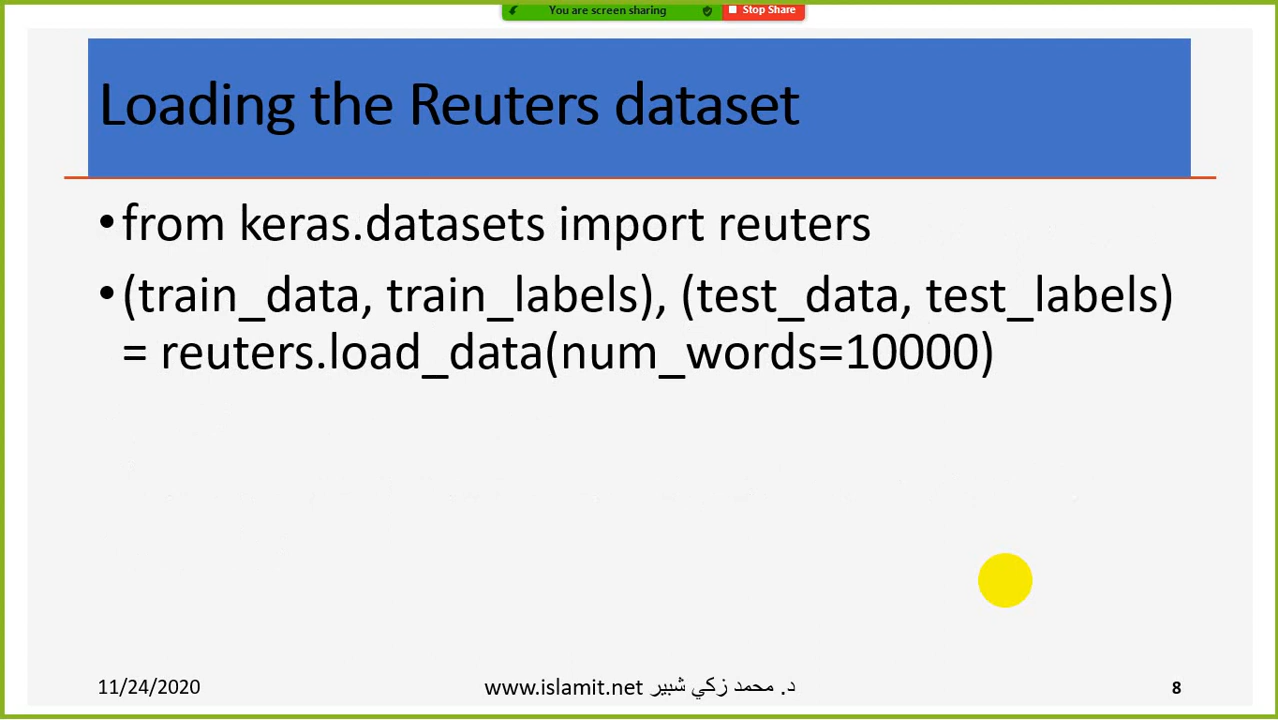 You are screen sharing Stop Share
Loading the Reuters dataset
•from keras.datasets import reuters
•(train_data, train_labels), (test_data, test_labels)
= reuters.load_data(num_words=10000)
11/24/2020 www.islamit.net د. محمد زكي شبير 8